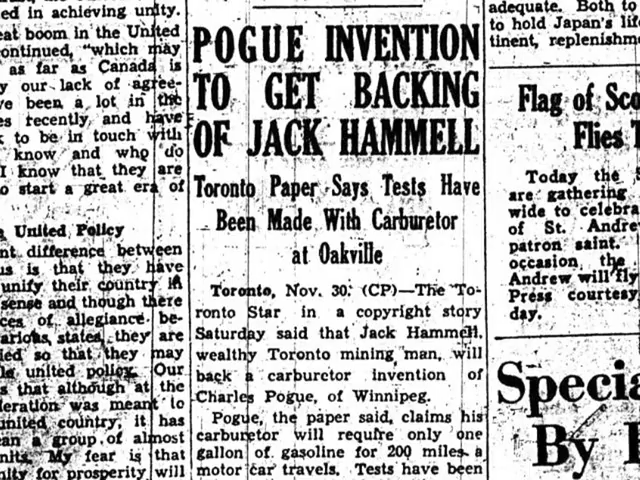 ed in achieving unity.
eat boom in the United
ontinued, "which may
as far as Canada is
y our lack of agree-
ve been a lot in the
es recently and have
to be in touch with
know and who do
I know that they are
o start a great era of
United Policy
nt difference between
us is that they have
unify their country in
sense and though there
ces of allegiance be-
arious states, they are
ied so that they may
united policy. Our
s that although at the
deration was meant to
united country, it has
an a group of almost
nits. My fear is that
nity for prosperity will
POGUE INVENTION
TO GET BACKING
OF JACK HAMMELL
Toronto Paper Says Tests Have
Been Made With Carburetor
at Oakville
Toronto, Nov. 30. (CP)—The To-
ronto Star in a copyright story
Saturday said that Jack Hammell,
wealthy Toronto mining man, will
back a carburetor invention of
Charles Pogue, of Winnipeg.
Pogue, the paper said, claims his
carburetor will require only one
gallon of gasoline for 200 miles a
motor car travels. Tests have been
adequate. Both to
to hold Japan's lif
tinent, replenishme
Flag of Sco
Flies T
Today the S
are gathering
wide to celebra
of St. Andre
patron saint.
occasion the
Andrew will fly
Press courtesy
day.
Specia
By